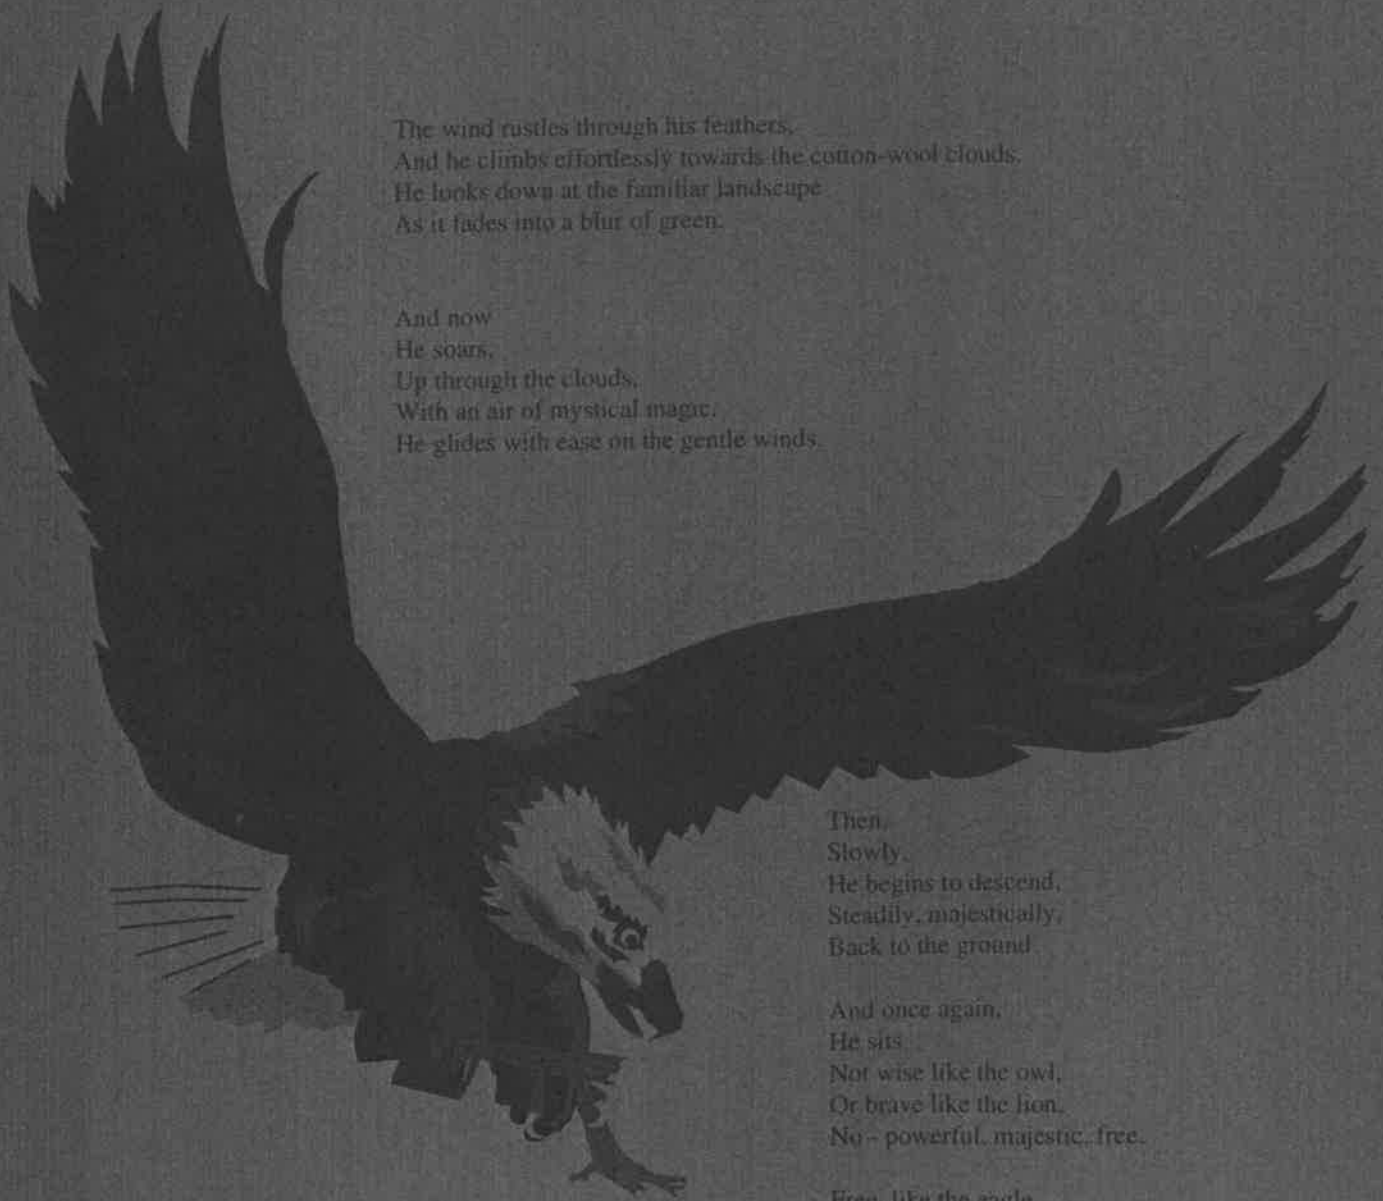 The wind rustles through his feathers,
And he climbs effortlessly towards the cotton-wool clouds,
He looks down at the familiar landscape
As it fades into a blur of green.
And now
He soars,
Up through the clouds,
With an air of mystical magic,
He glides with ease on the gentle winds.
Then,
Slowly,
He begins to descend,
Steadily, majestically,
Back to the ground.
And once again,
He sits.
Not wise like the owl,
Or brave like the lion.
No – powerful, majestic, free.
Free, like the eagle